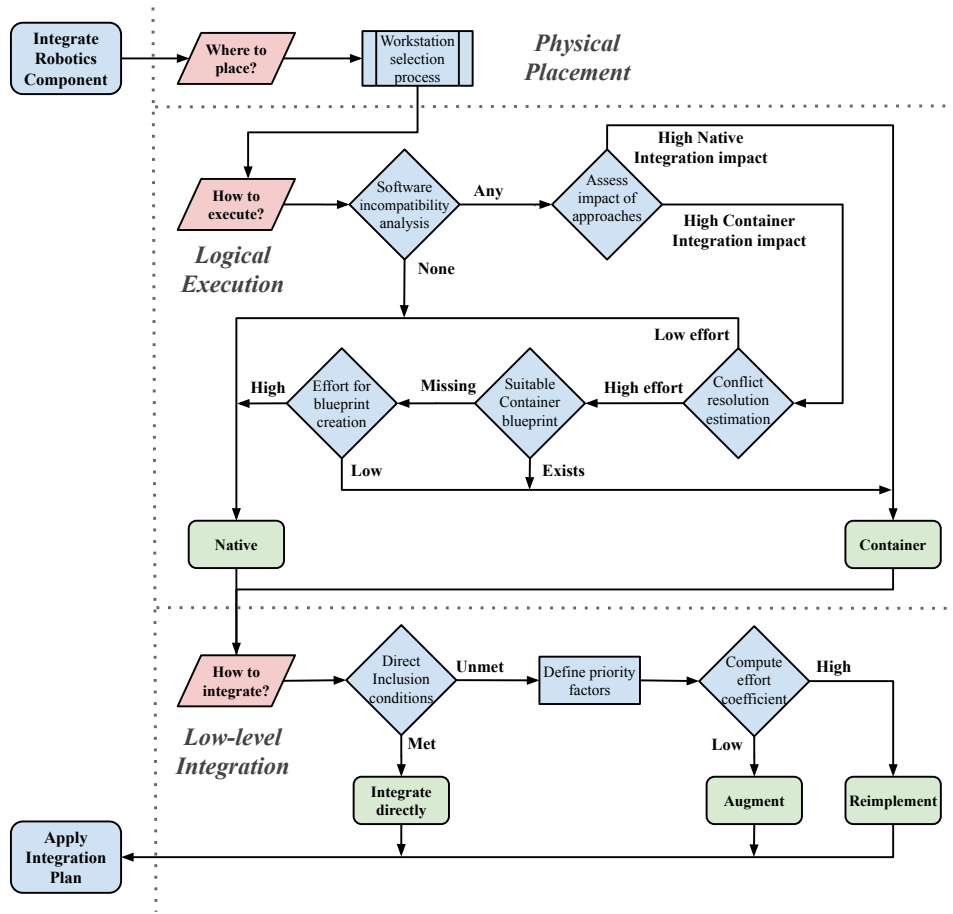 Integrate
Robotics
Component
Where to
place?
Workstation
selection
process
Physical
Placement
How to
execute?
Logical
Execution
Software
incompatibility
analysis
Any
None
Assess
impact of
approaches
High Native
Integration impact
High Container
Integration impact
Low effort
Conflict
resolution
estimation
High effort
Suitable
Container
blueprint
Missing
Exists
Effort for
blueprint
creation
High
Low
Native
Container
How to
integrate?
Low-level
Integration
Direct
Inclusion
conditions
Unmet
Met
Define priority
factors
Compute
effort
coefficient
High
Low
Integrate
directly
Augment
Reimplement
Apply
Integration
Plan